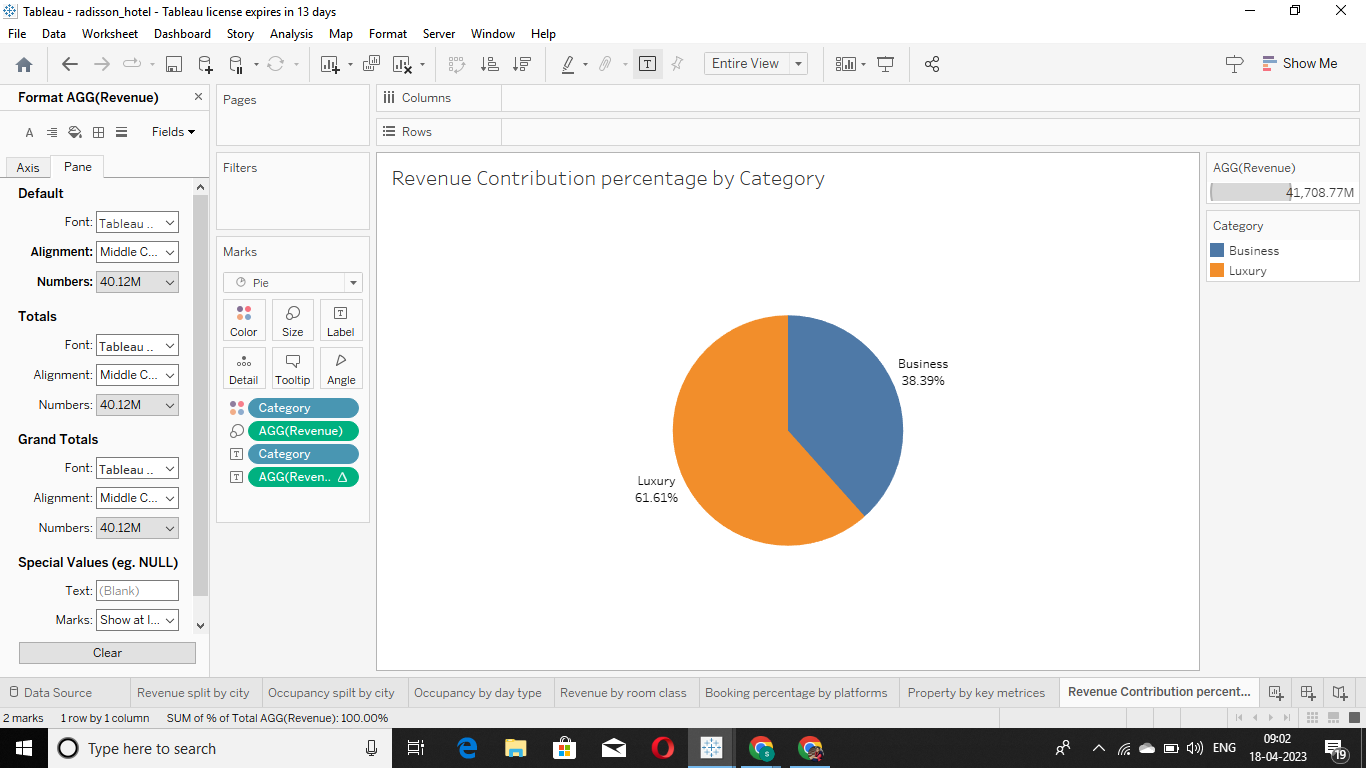 Tableau - radisson_hotel - Tableau license expires in 13 days
File Data Worksheet Dashboard Story Analysis Map Format Server Window Help
Entire View
Show Me
Format AGG(Revenue)
Fields
Axis Pane
Default
Font: Tableau ..
Alignment: Middle C...
Numbers: 40.12M
Totals
Font: Tableau ..
Alignment: Middle C...
Numbers: 40.12M
Grand Totals
Font: Tableau ..
Alignment: Middle C...
Numbers: 40.12M
Special Values (eg. NULL)
Text: (Blank)
Marks: Show at I...
Clear
Pages
Filters
Marks
Pie
Color Size Label
Detail Tooltip Angle
Category
AGG(Revenue)
Category
AGG(Reven..
Columns
Rows
Revenue Contribution percentage by Category
Business
38.39%
Luxury
61.61%
AGG(Revenue)
41,708.77M
Category
Business
Luxury
Data Source Revenue split by city Occupancy spilt by city Occupancy by day type Revenue by room class Booking percentage by platforms Property by key metrices Revenue Contribution percent...
2 marks 1 row by 1 column SUM of % of Total AGG(Revenue): 100.00%
Type here to search
ENG
09:02
18-04-2023
19